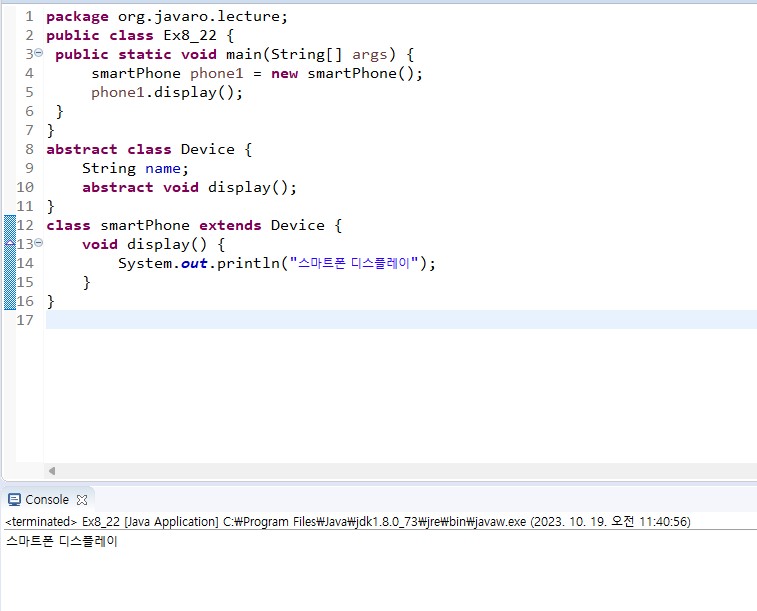 1 package org.javaro.lecture;
2 public class Ex8_22 {
3 public static void main(String[] args) {
4 smartPhone phone1 = new smartPhone();
5 phone1.display();
6 }
7 }
8 abstract class Device {
9 String name;
10 abstract void display();
11 }
12 class smartPhone extends Device {
13 void display() {
14 System.out.println("스마트폰 디스플레이");
15 }
16 }
17
Console
<terminated> Ex8_22 [Java Application] C:₩Program Files₩Java₩jdk1.8.0_73₩jre₩bin₩javaw.exe (2023. 10. 19. 오전 11:40:56)
스마트폰 디스플레이